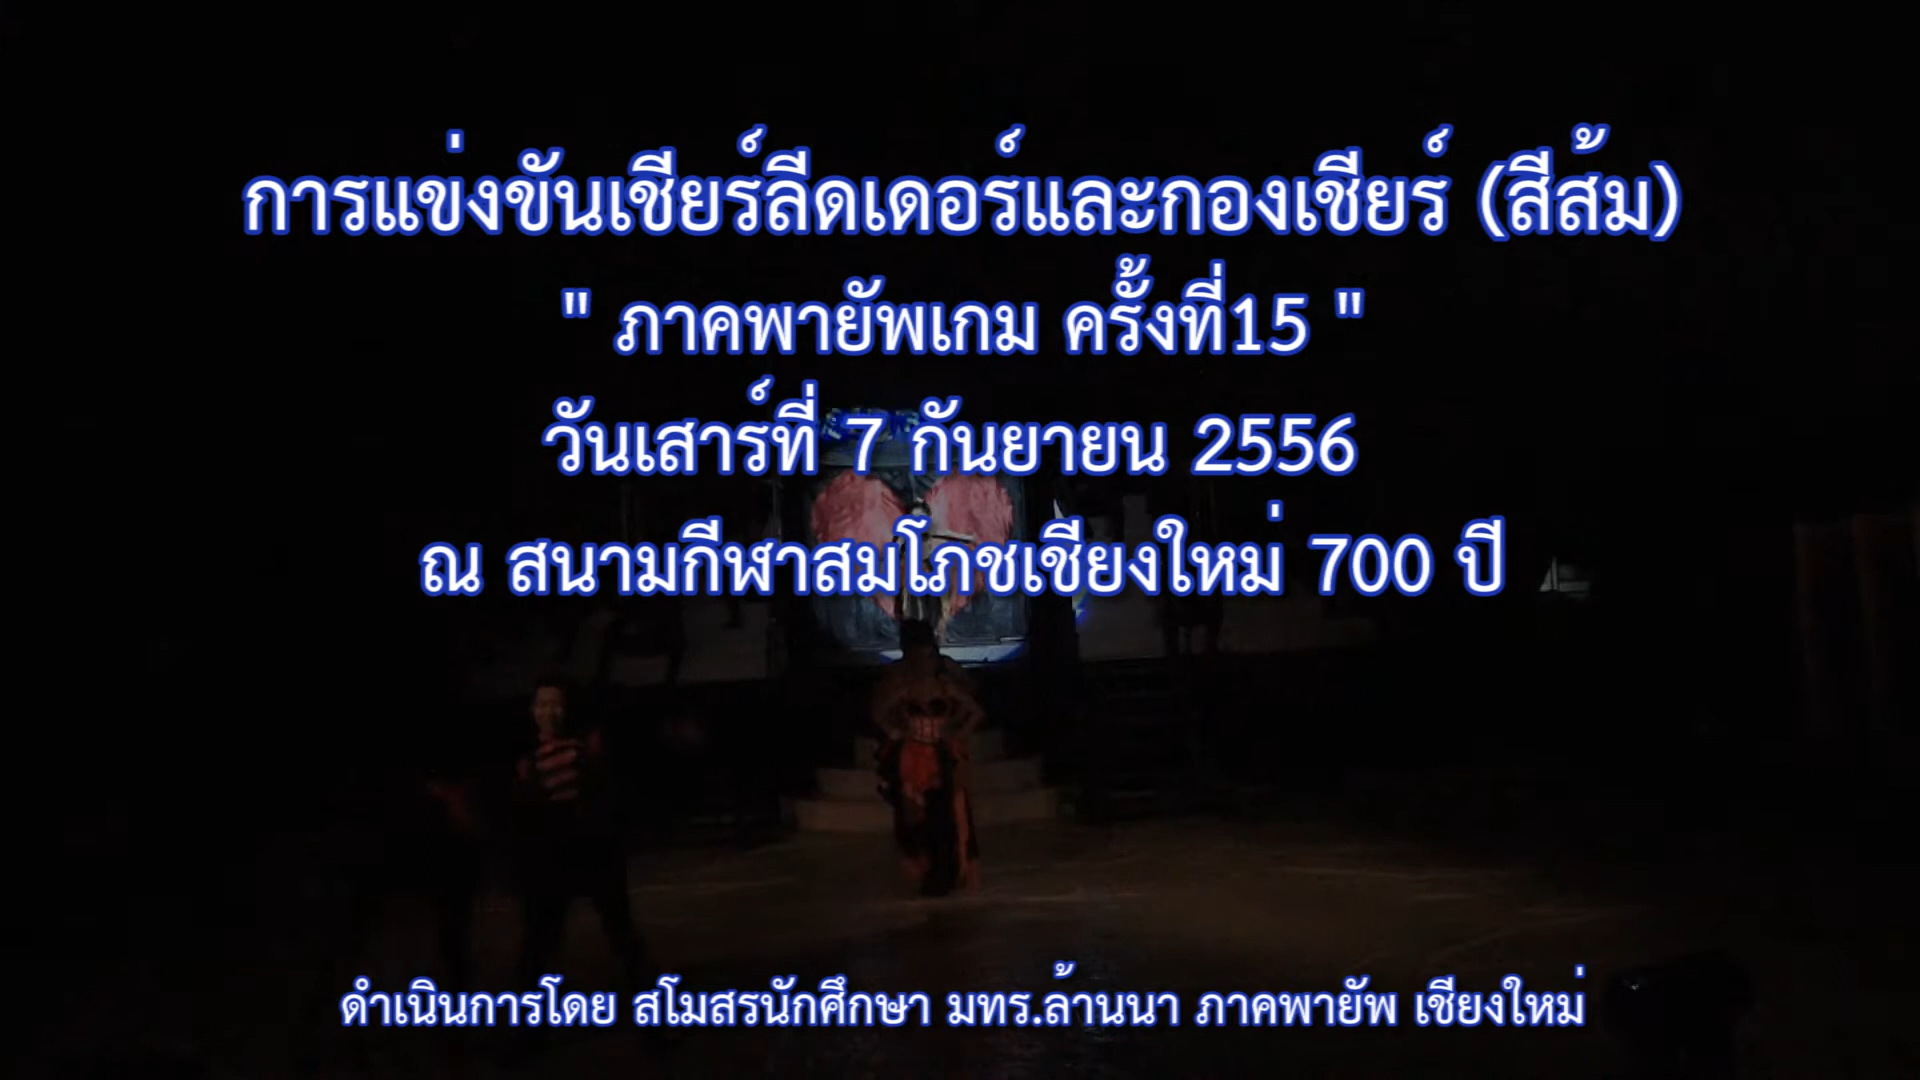 การแข่งขันเชียร์ลีดเดอร์และกองเชียร์ (สีส้ม)
" ภาคพายัพเกม ครั้งที่15 "
วันเสาร์ที่ 7 กันยายน 2556
ณ สนามกีฬาสมโภชเชียงใหม่ 700 ปี
ดำเนินการโดย สโมสรนักศึกษา มทร.ล้านนา ภาคพายัพ เชียงใหม่